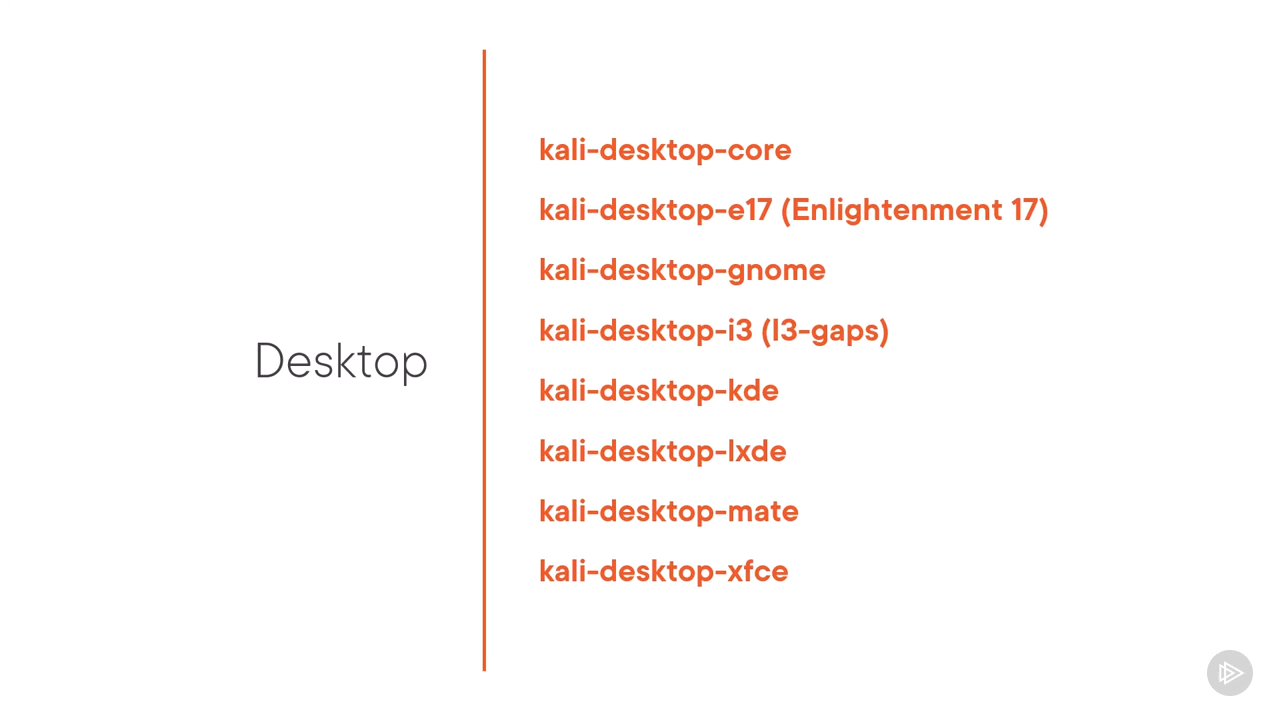 Desktop
kali-desktop-core
kali-desktop-e17 (Enlightenment 17)
kali-desktop-gnome
kali-desktop-i3 (I3-gaps)
kali-desktop-kde
kali-desktop-lxde
kali-desktop-mate
kali-desktop-xfce